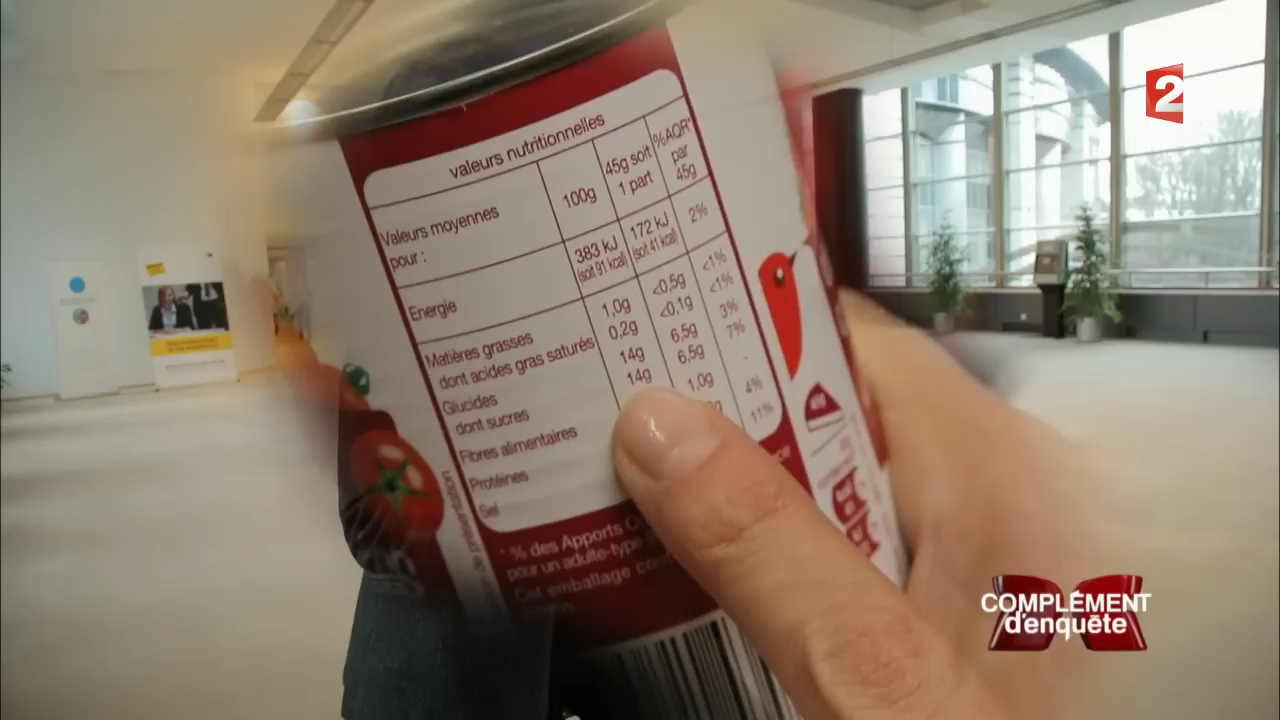 2
valeurs nutritionnelles
Valeurs moyennes
pour :
100g
45g soit
1 part
%AQR*
par
45g
Energie
383 kJ
(soit 91 kcal)
172 kJ
(soit 41 kcal)
2%
Matières grasses 1,0g <0,5g <1%
dont acides gras saturés 0,2g <0,1g <1%
Glucides 14g 6,5g 3%
dont sucres 14g 6,5g 7%
Fibres alimentaires 1,0g -
Protéines 4%
Sel 11%
* % des Apports
pour un adulte-type
Cet emballage
de présentation
COMPLÉMENT
d'enquête